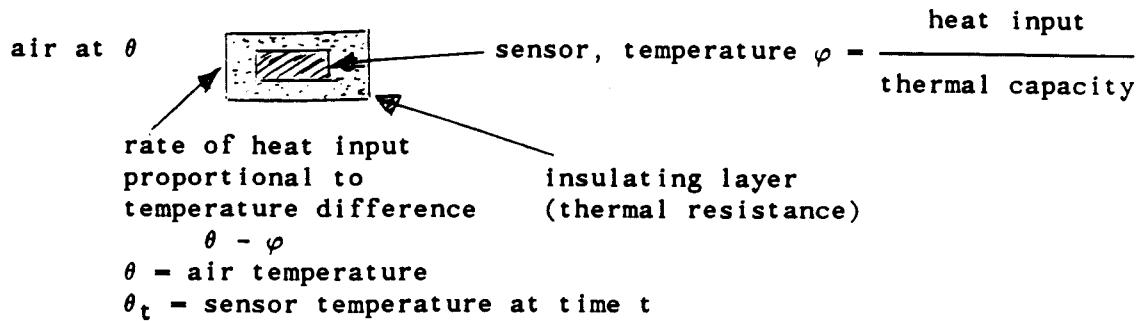 heat input
air at θ
sensor, temperature φ =
thermal capacity
rate of heat input
proportional to
temperature difference
θ - φ
insulating layer
(thermal resistance)
θ = air temperature
θt = sensor temperature at time t